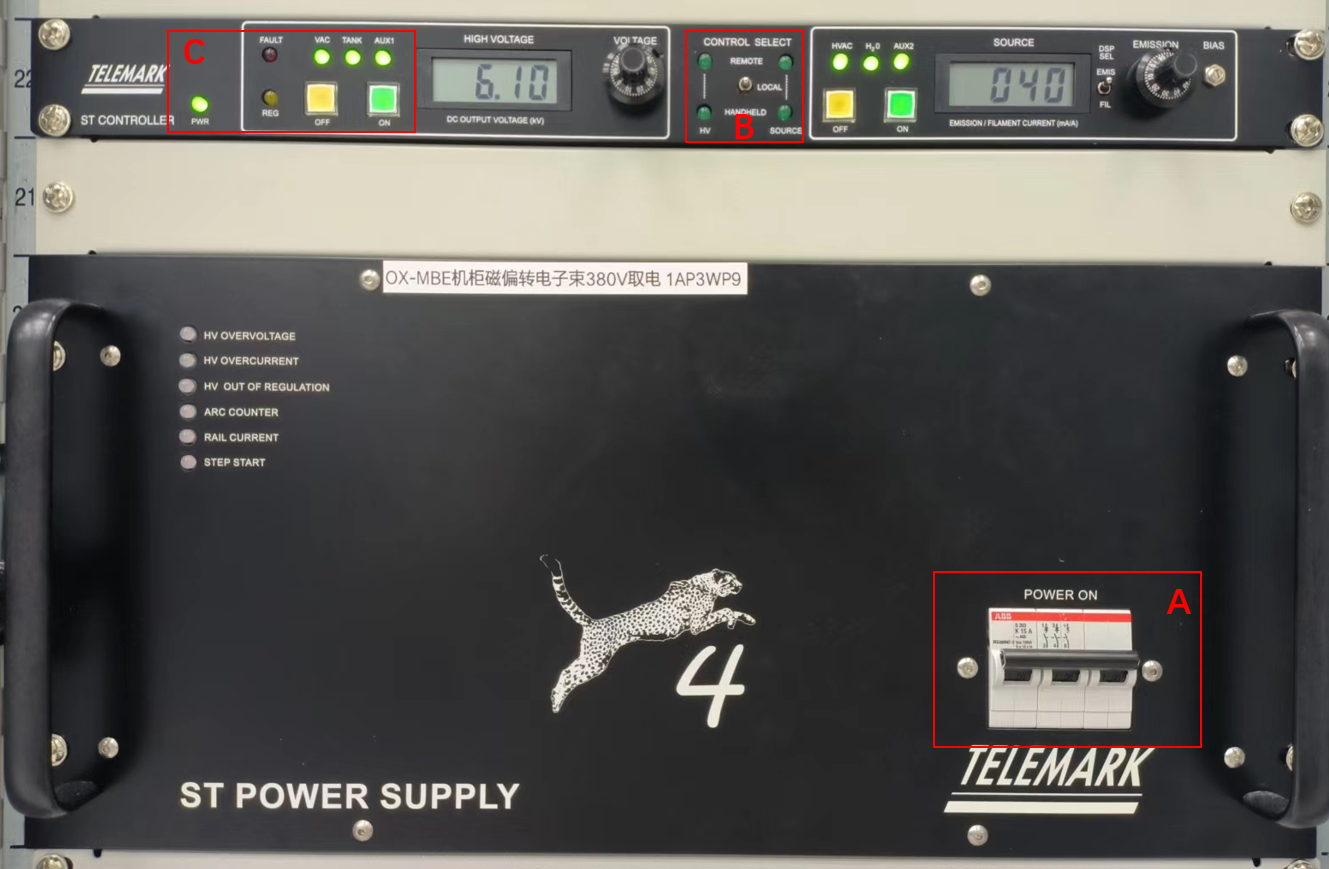 C
FAULT
VAC TANK AUX1
HIGH VOLTAGE
VOLTAGE
CONTROL SELECT
REMOTE
LOCAL
HANDHELD
HV
SOURCE
B
HVAC H₂0 AUX2
SOURCE
DSP
SEL
EMIS
FIL
EMISSION
BIAS
22
TELEMARK
ST CONTROLLER
PWR
REG
OFF
ON
6.10
DC OUTPUT VOLTAGE (kV)
OFF
ON
040
EMISSION / FILAMENT CURRENT (mA/A)
21
OX-MBE机柜磁偏转电子束380V取电 1AP3WP9
HV OVERVOLTAGE
HV OVERCURRENT
HV OUT OF REGULATION
ARC COUNTER
RAIL CURRENT
STEP START
POWER ON
A
ABB
K 15 A
4
ST POWER SUPPLY
TELEMARK